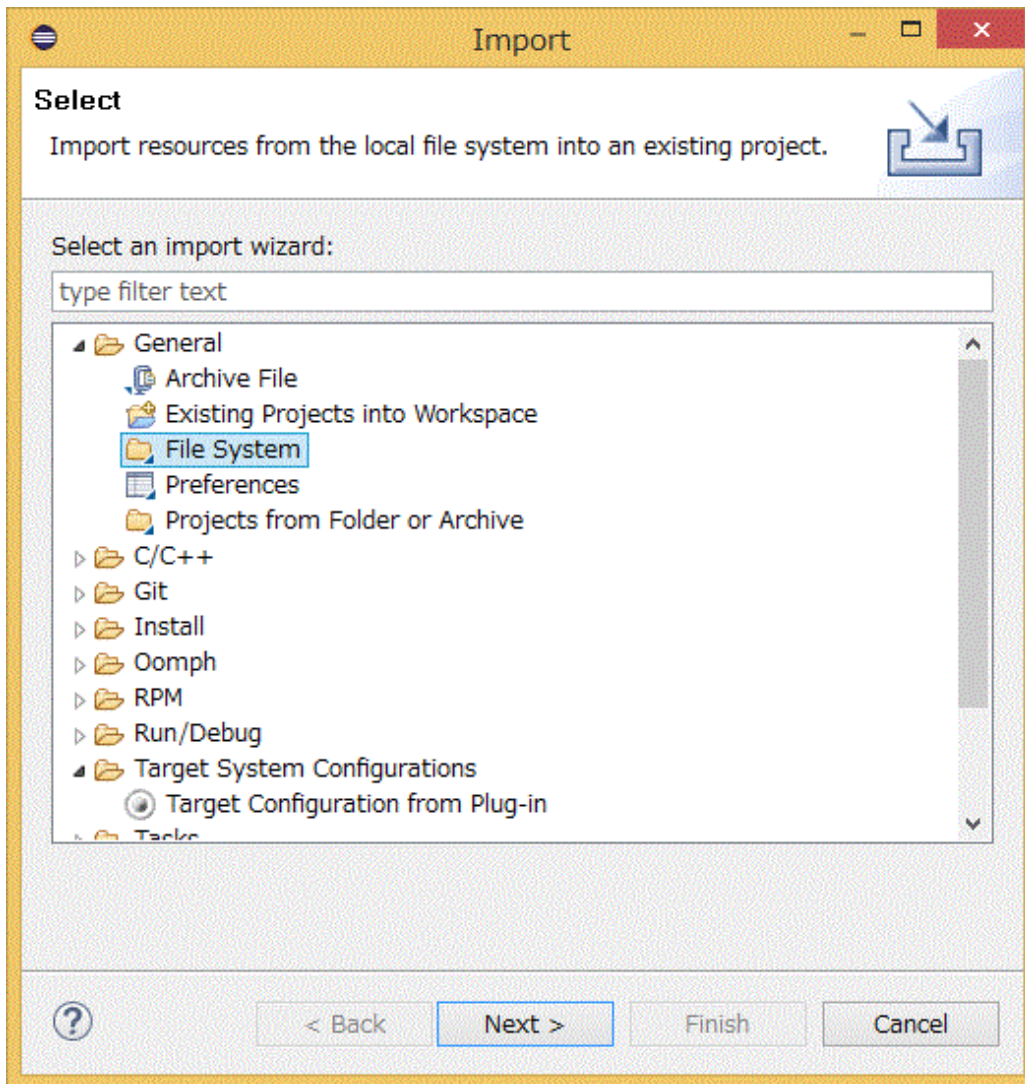 Import
Select
Import resources from the local file system into an existing project.
Select an import wizard:
type filter text
General
Archive File
Existing Projects into Workspace
File System
Preferences
Projects from Folder or Archive
C/C++
Git
Install
Oomph
RPM
Run/Debug
Target System Configurations
Target Configuration from Plug-in
Tasks
? < Back Next > Finish Cancel